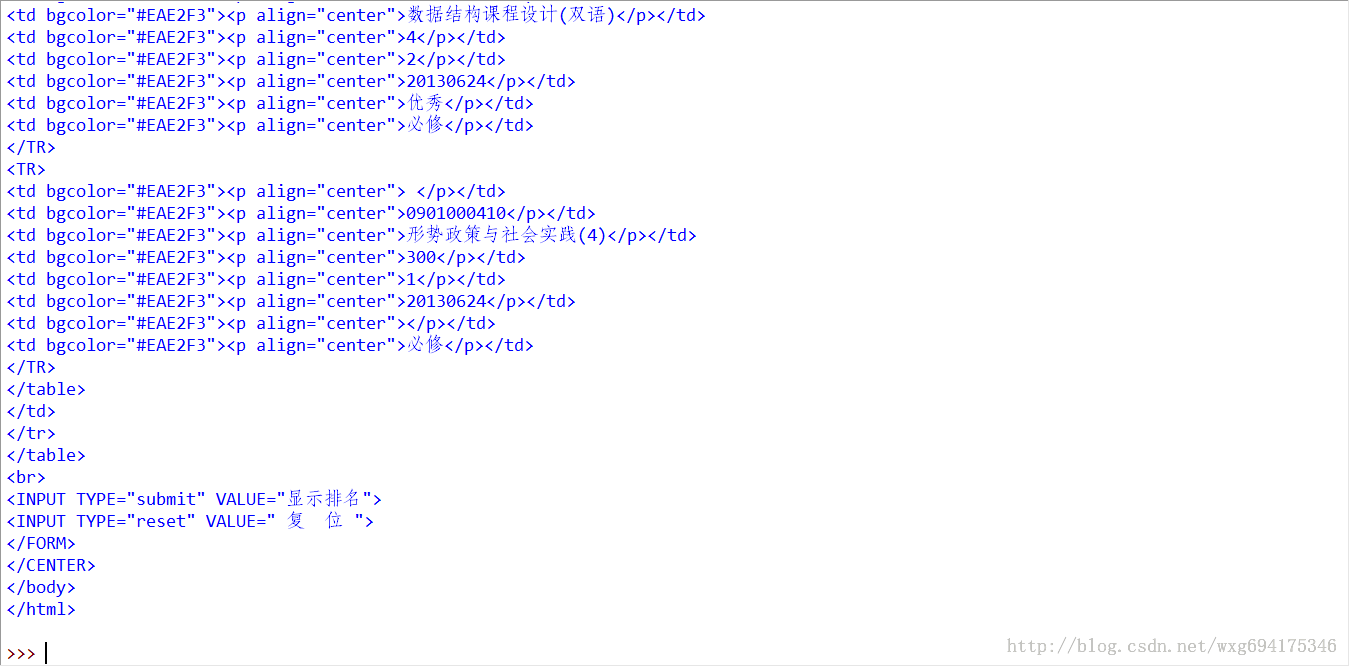 <td bgcolor="#EAE2F3"><p align="center">数据结构课程设计(双语)</p></td>
<td bgcolor="#EAE2F3"><p align="center">4</p></td>
<td bgcolor="#EAE2F3"><p align="center">2</p></td>
<td bgcolor="#EAE2F3"><p align="center">20130624</p></td>
<td bgcolor="#EAE2F3"><p align="center">优秀</p></td>
<td bgcolor="#EAE2F3"><p align="center">必修</p></td>
</TR>
<TR>
<td bgcolor="#EAE2F3"><p align="center"> </p></td>
<td bgcolor="#EAE2F3"><p align="center">0901000410</p></td>
<td bgcolor="#EAE2F3"><p align="center">形势政策与社会实践(4)</p></td>
<td bgcolor="#EAE2F3"><p align="center">300</p></td>
<td bgcolor="#EAE2F3"><p align="center">1</p></td>
<td bgcolor="#EAE2F3"><p align="center">20130624</p></td>
<td bgcolor="#EAE2F3"><p align="center"></p></td>
<td bgcolor="#EAE2F3"><p align="center">必修</p></td>
</TR>
</table>
</td>
</tr>
</table>
<br>
<INPUT TYPE="submit" VALUE="显示排名">
<INPUT TYPE="reset" VALUE=" 复  位 ">
</FORM>
</CENTER>
</body>
</html>
>>>
http://blog.csdn.net/wxg694175346